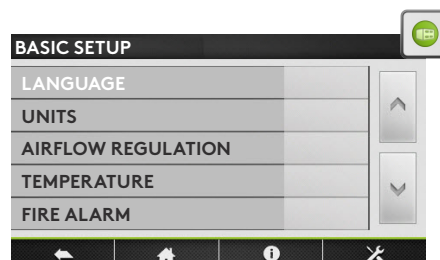 BASIC SETUP
LANGUAGE
UNITS
AIRFLOW REGULATION
TEMPERATURE
FIRE ALARM